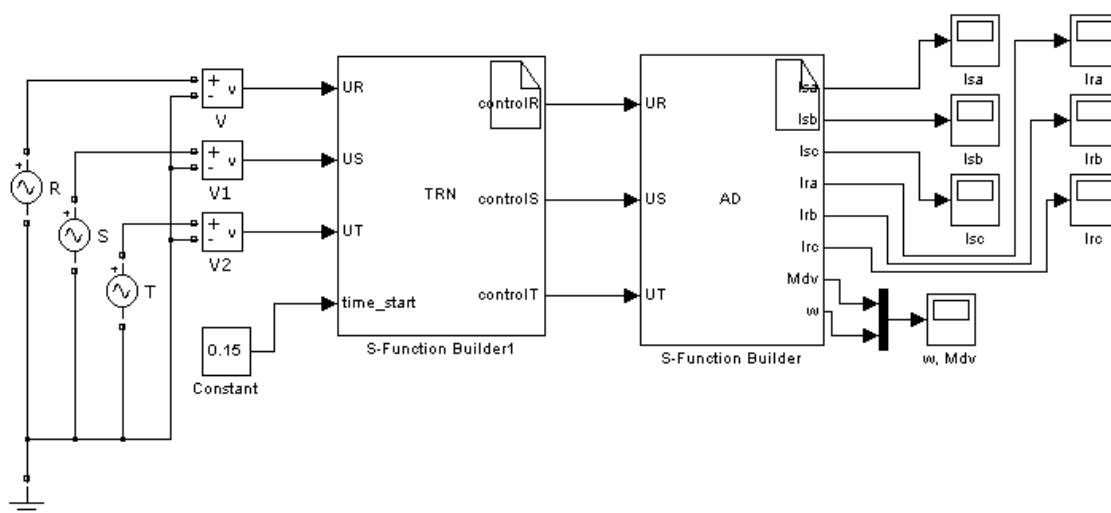 R
S
T
+
-
v
V
+
-
v
V1
+
-
v
V2
0.15
Constant
UR
US
UT
time_start
TRN
controlR
controlS
controlT
S-Function Builder1
UR
US
UT
AD
Isa
Isb
Isc
Ira
Irb
Irc
Mdv
w
S-Function Builder
Isa
Isb
Isc
Ira
Irb
Irc
w, Mdv